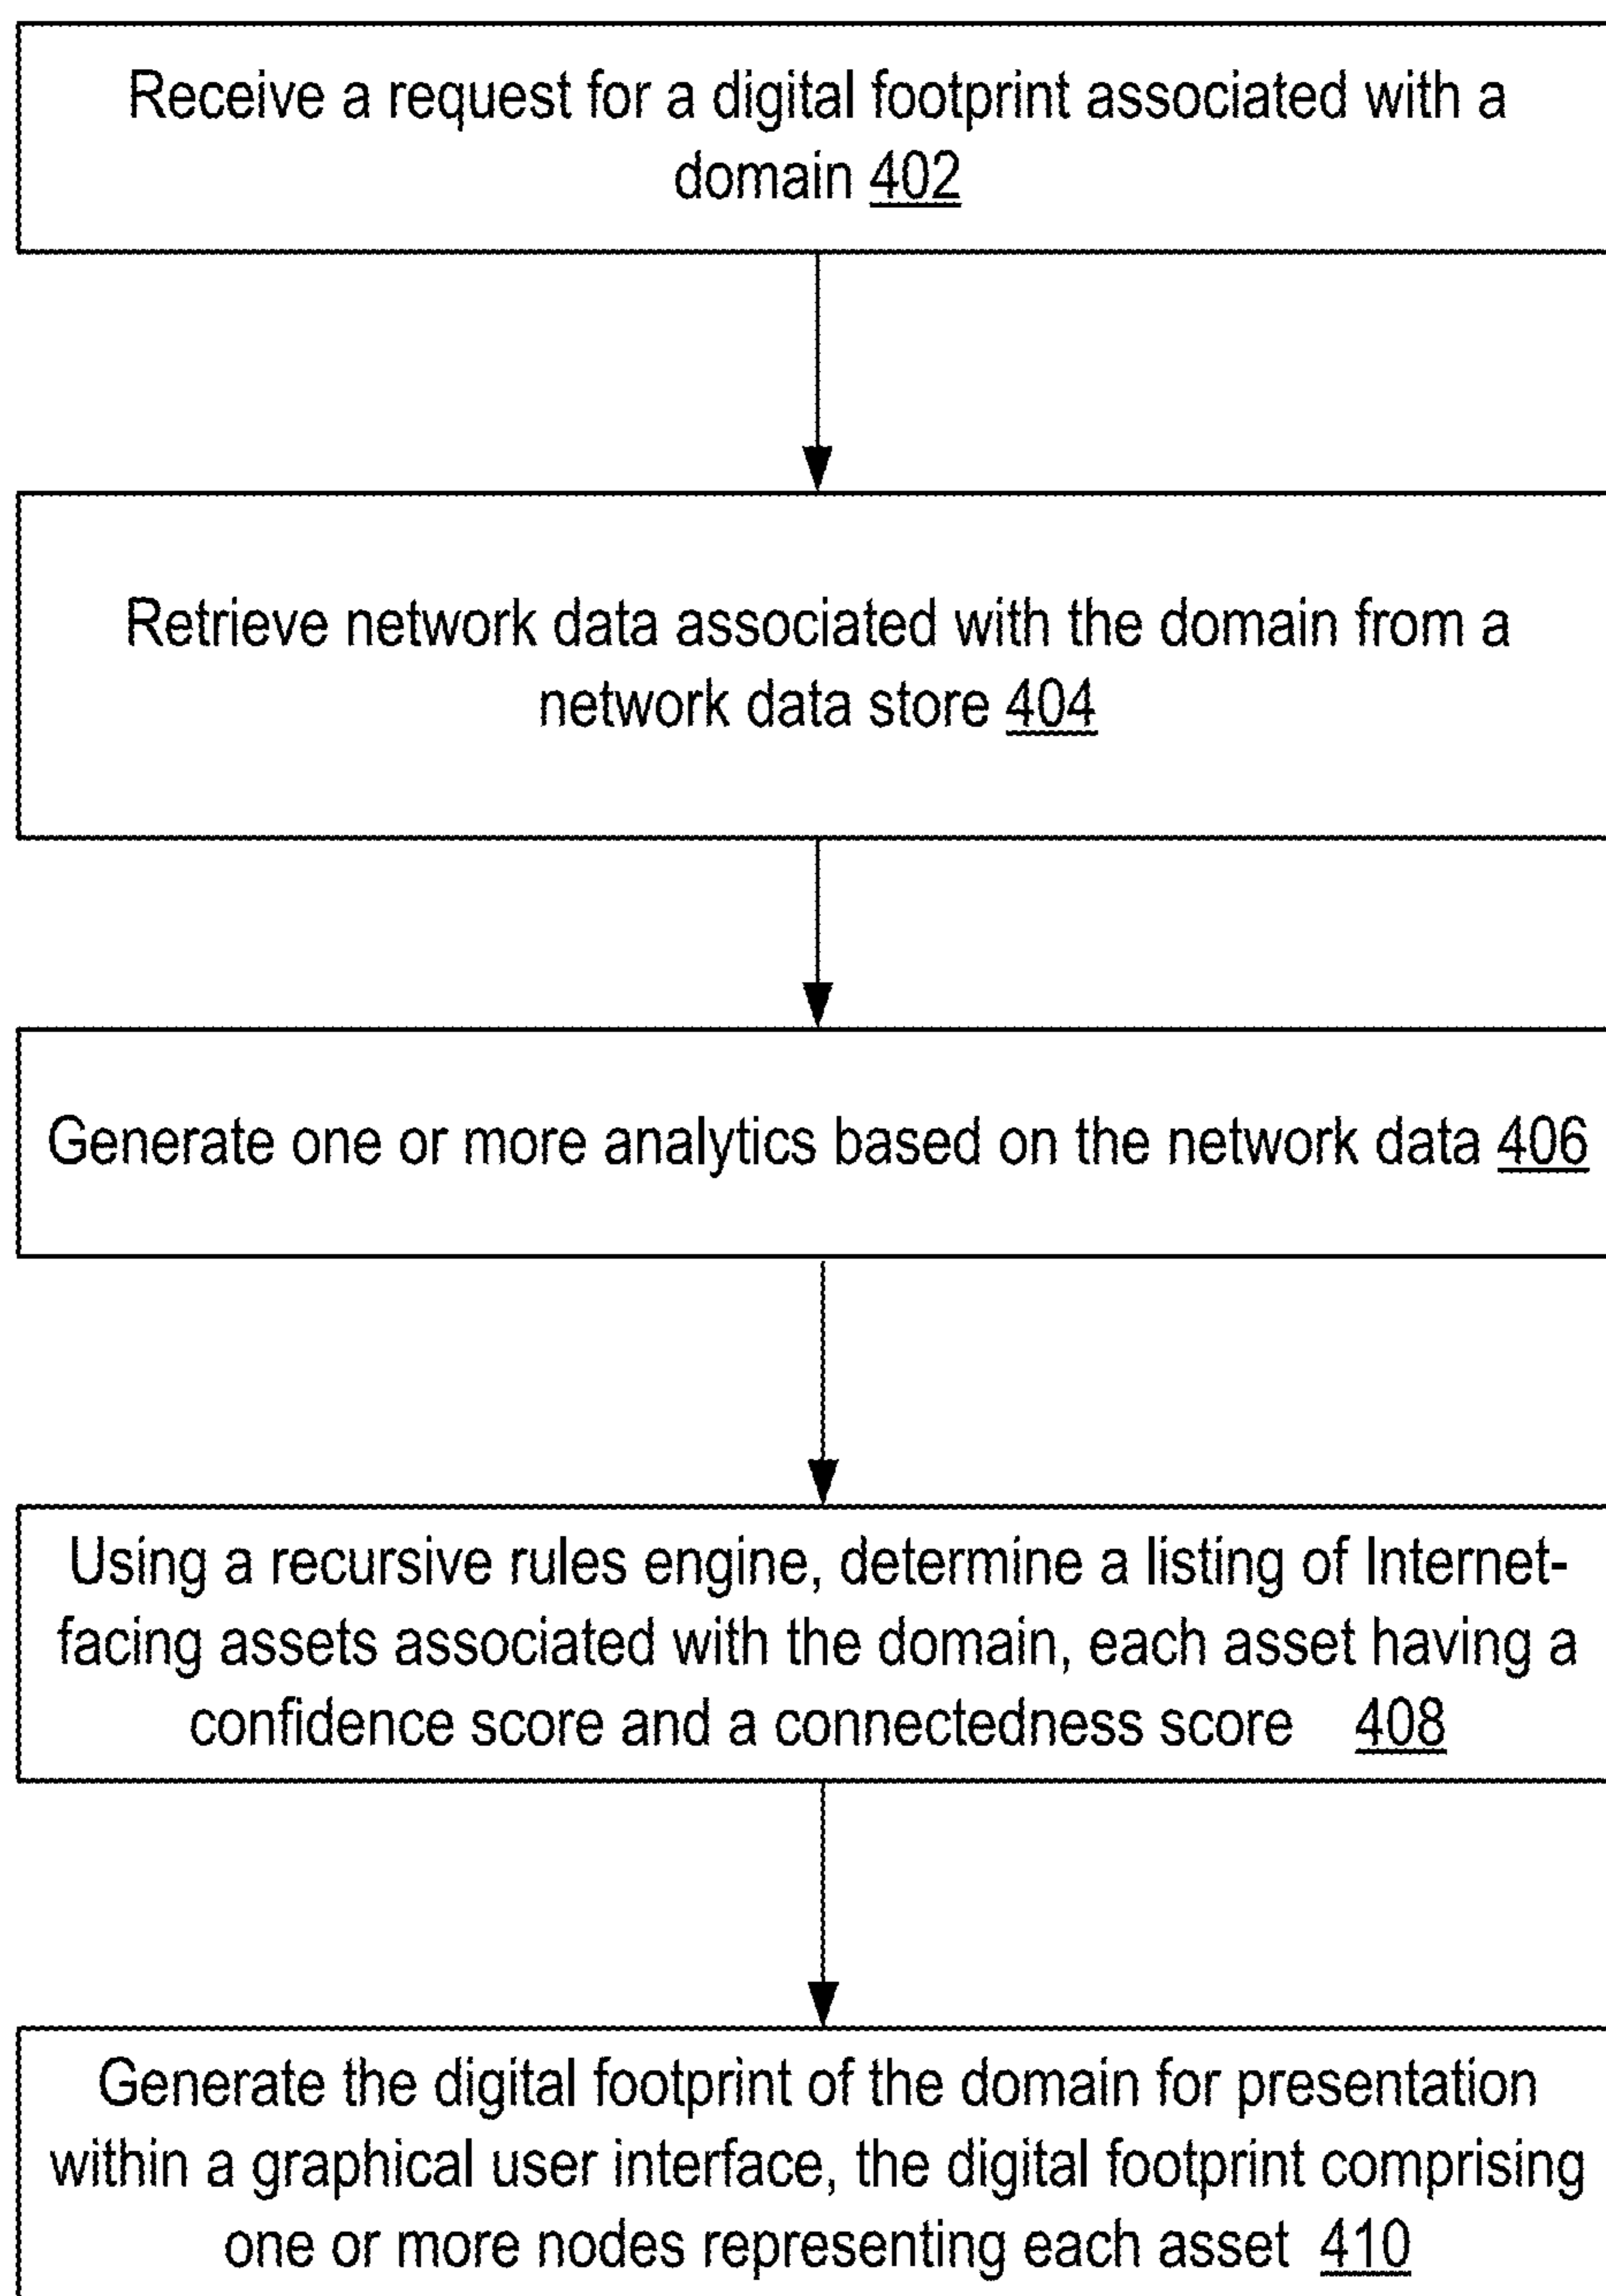 Receive a request for a digital footprint associated with a
domain 402
Retrieve network data associated with the domain from a
network data store 404
Generate one or more analytics based on the network data 406
Using a recursive rules engine, determine a listing of Internet-
facing assets associated with the domain, each asset having a
confidence score and a connectedness score 408
Generate the digital footprint of the domain for presentation
within a graphical user interface, the digital footprint comprising
one or more nodes representing each asset 410